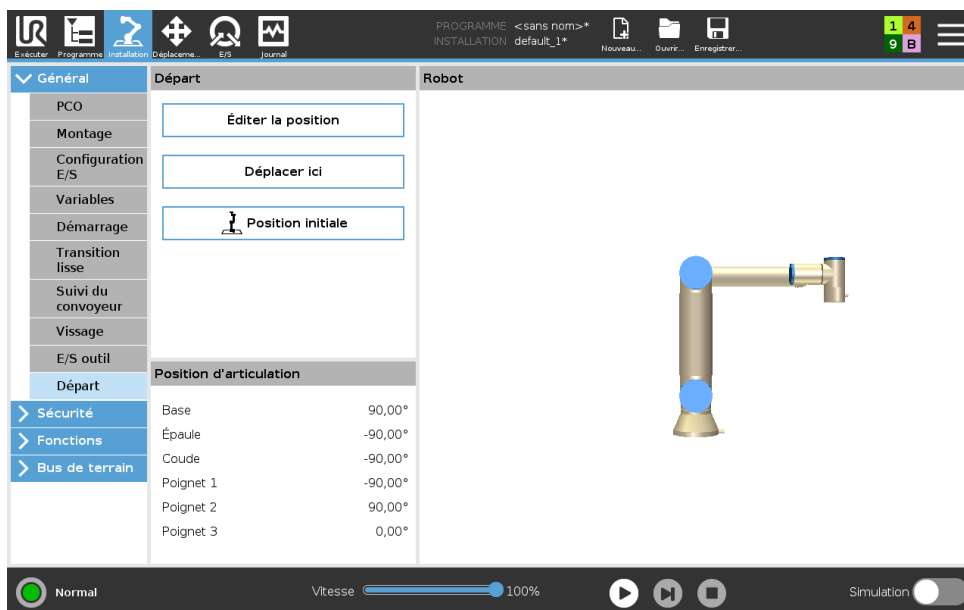 UR
PROGRAMME <sans nom>*
INSTALLATION default_1*
Exécuter
Programme
Installation
Déplaceme...
E/S
Journal
Nouveau...
Ouvrir...
Enregistrer...
1 4
9 B
Général
PCO
Montage
Configuration
E/S
Variables
Démarrage
Transition
lisse
Suivi du
convoyeur
Vissage
E/S outil
Départ
Sécurité
Fonctions
Bus de terrain
Départ
Éditer la position
Déplacer ici
Position initiale
Position d'articulation
Base 90,00°
Épaule -90,00°
Coude -90,00°
Poignet 1 -90,00°
Poignet 2 90,00°
Poignet 3 0,00°
Robot
Normal
Vitesse 100%
Simulation